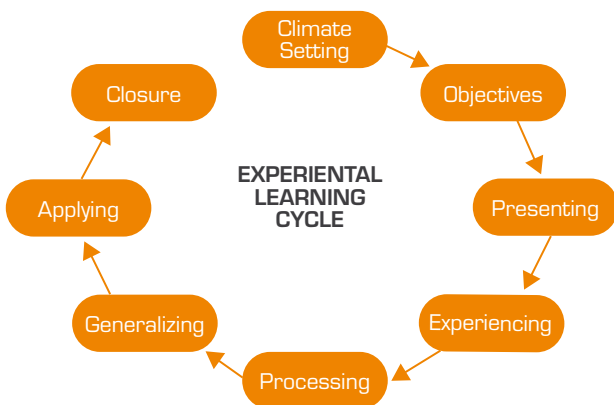 Climate
Setting
Objectives
Presenting
Experiencing
Processing
Generalizing
Applying
Closure
EXPERIENTAL
LEARNING
CYCLE